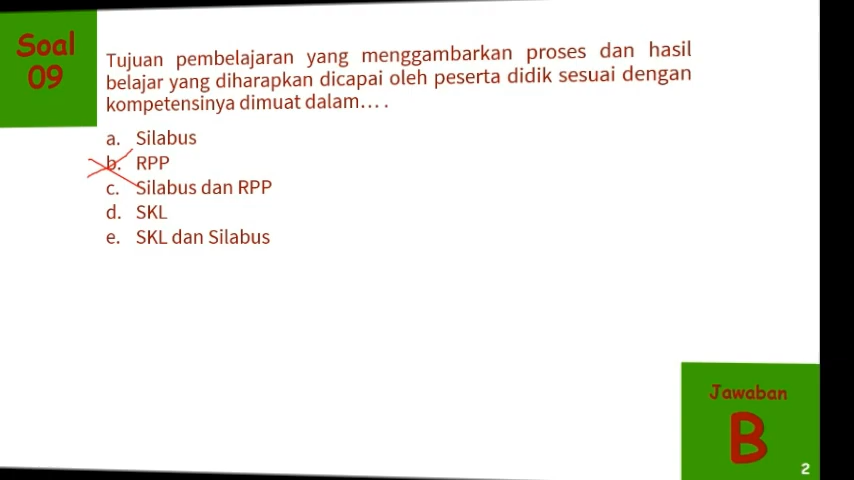 Soal
09
Tujuan pembelajaran yang menggambarkan proses dan hasil
belajar yang diharapkan dicapai oleh peserta didik sesuai dengan
kompetensinya dimuat dalam....
a. Silabus
b. RPP
c. Silabus dan RPP
d. SKL
e. SKL dan Silabus
Jawaban
B
2